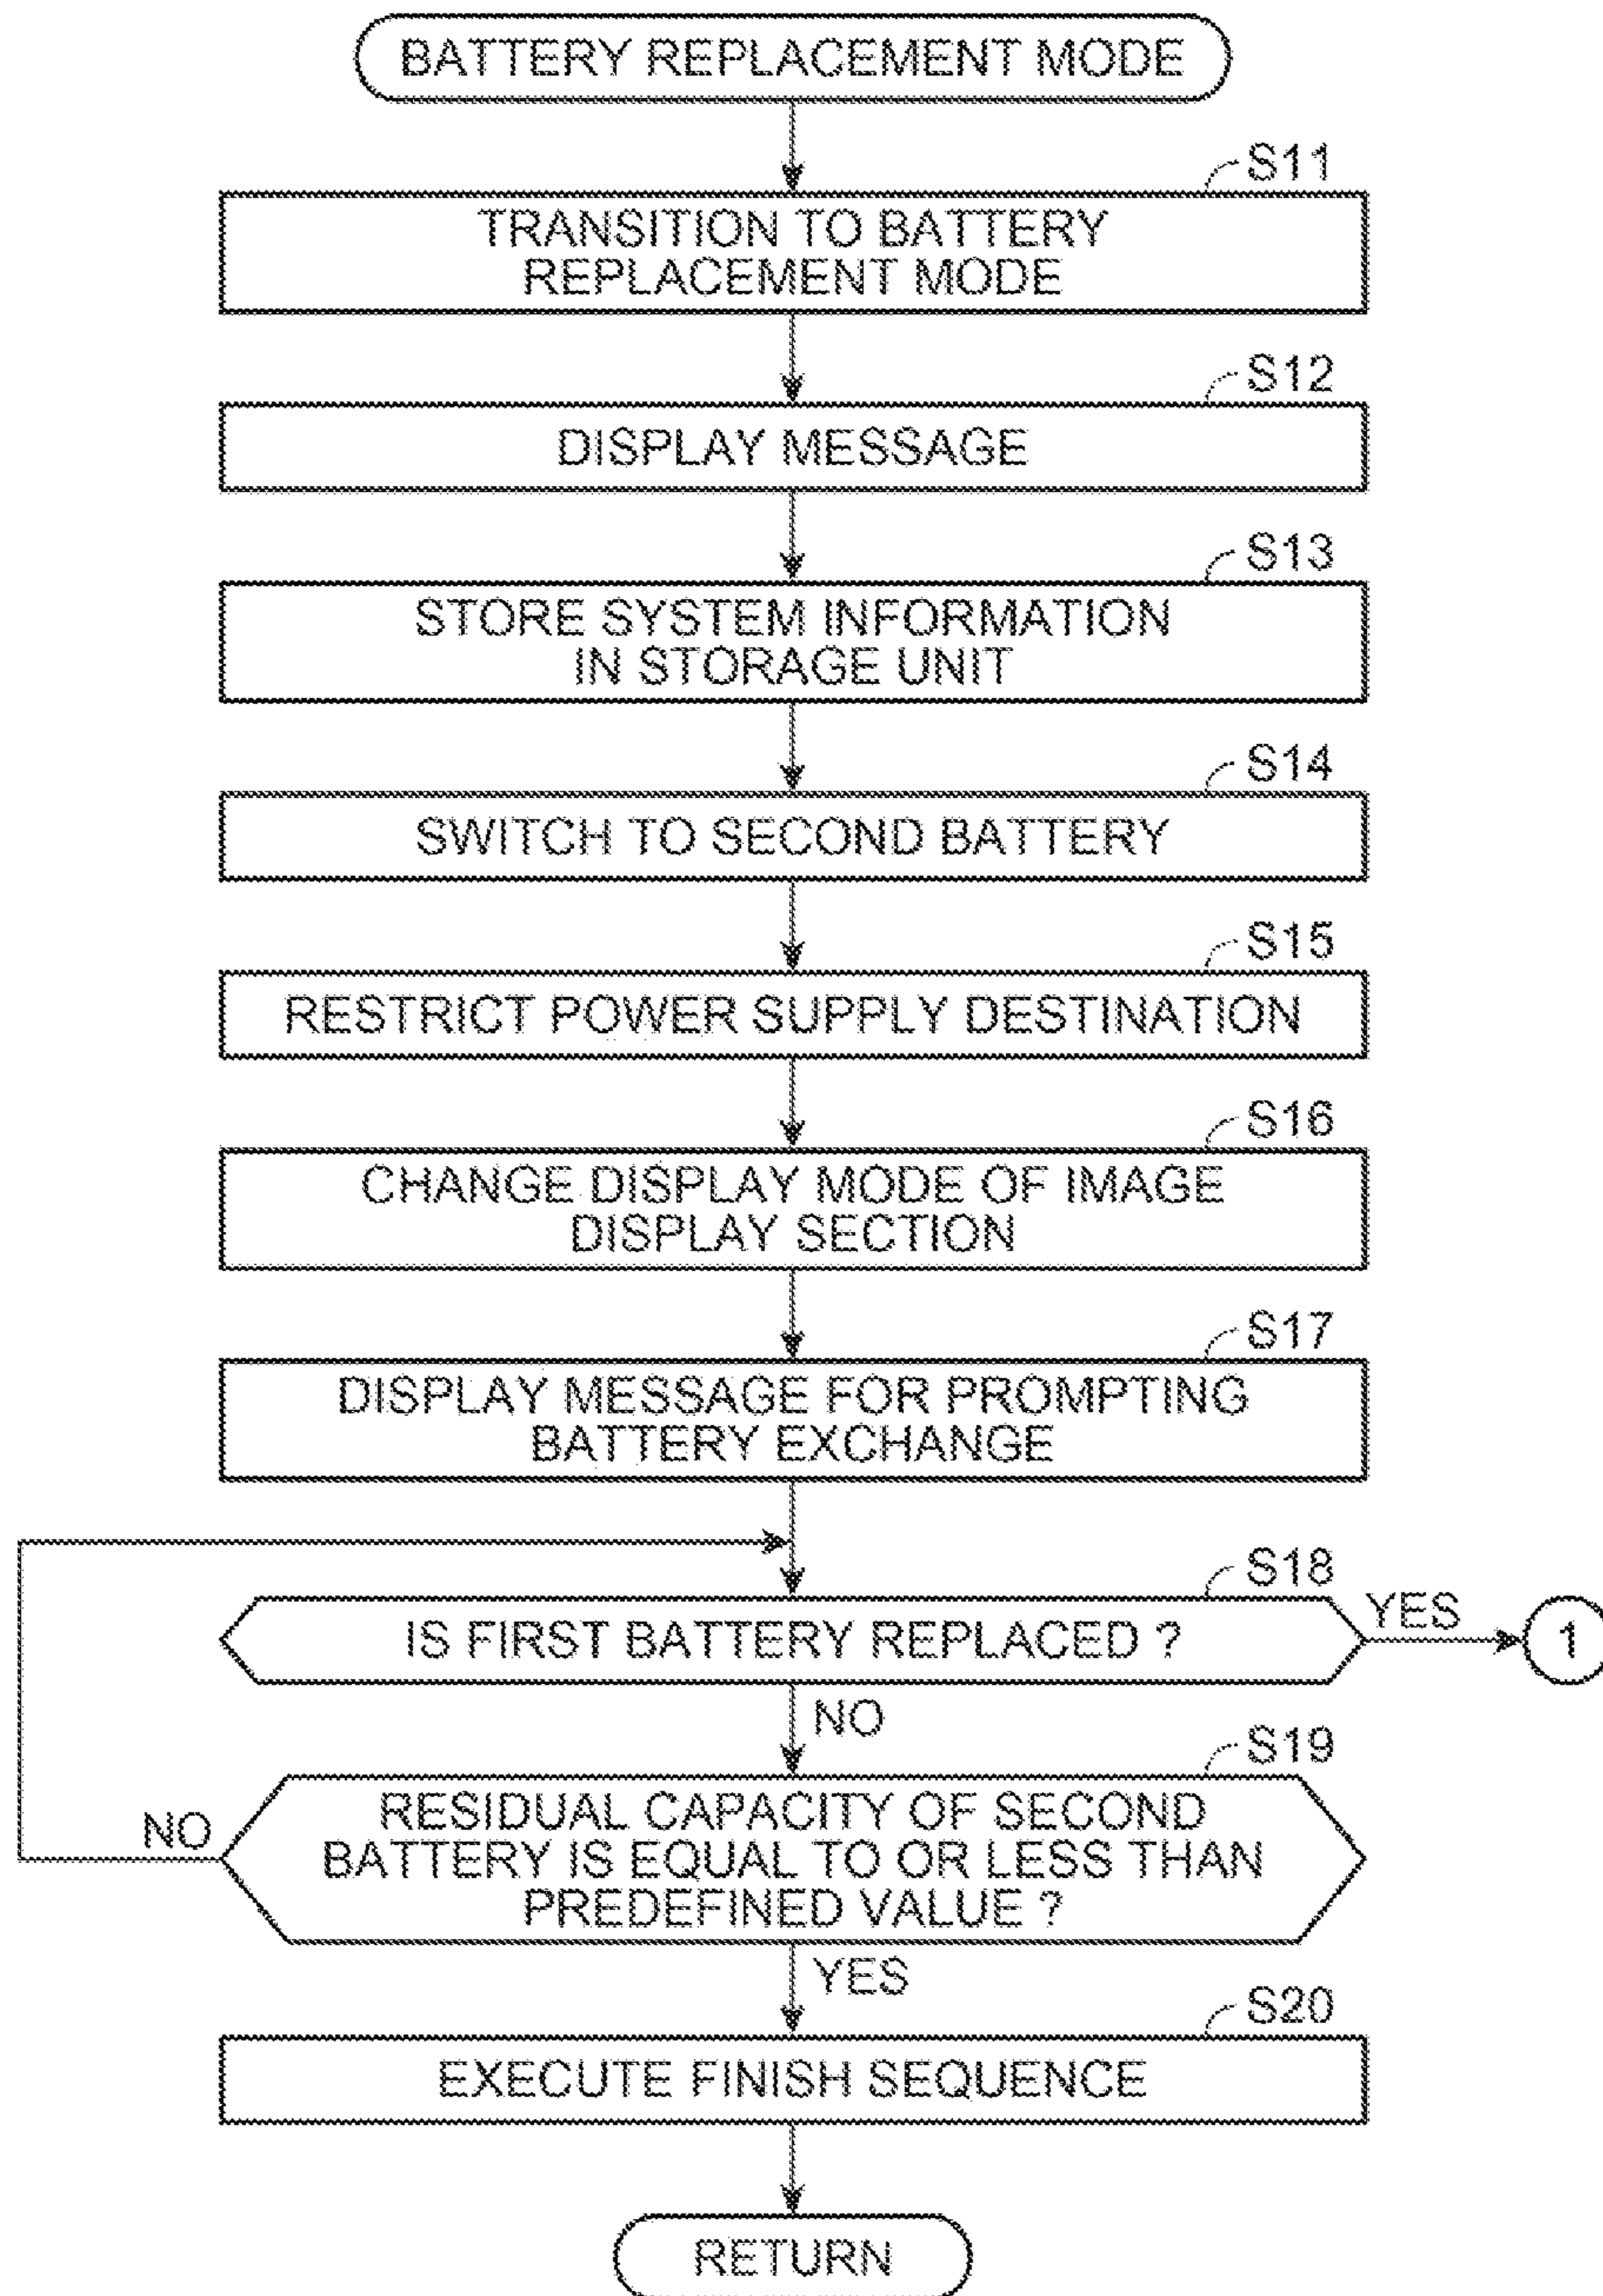 BATTERY REPLACEMENT MODE
S11
TRANSITION TO BATTERY
REPLACEMENT MODE
S12
DISPLAY MESSAGE
S13
STORE SYSTEM INFORMATION
IN STORAGE UNIT
S14
SWITCH TO SECOND BATTERY
S15
RESTRICT POWER SUPPLY DESTINATION
S16
CHANGE DISPLAY MODE OF IMAGE
DISPLAY SECTION
S17
DISPLAY MESSAGE FOR PROMPTING
BATTERY EXCHANGE
S18
IS FIRST BATTERY REPLACED ?
YES
1
NO
S19
RESIDUAL CAPACITY OF SECOND
BATTERY IS EQUAL TO OR LESS THAN
PREDEFINED VALUE ?
NO
YES
S20
EXECUTE FINISH SEQUENCE
RETURN